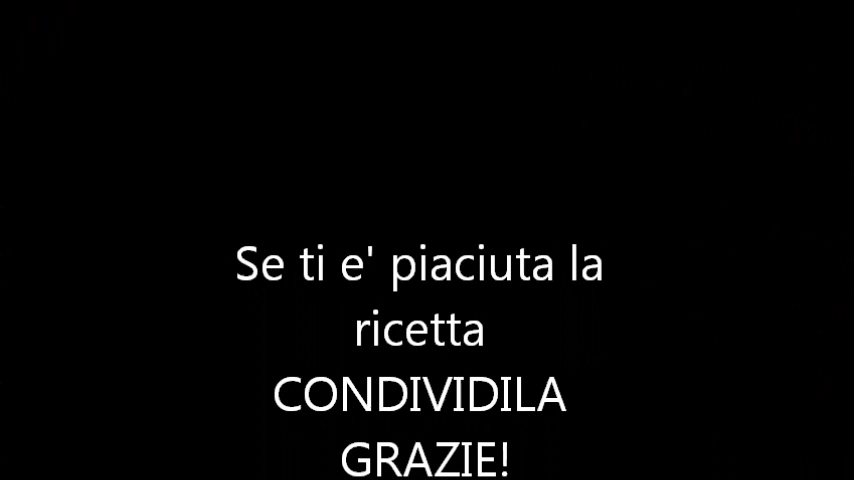 Se ti e' piaciuta la
ricetta
CONDIVIDILA
GRAZIE!